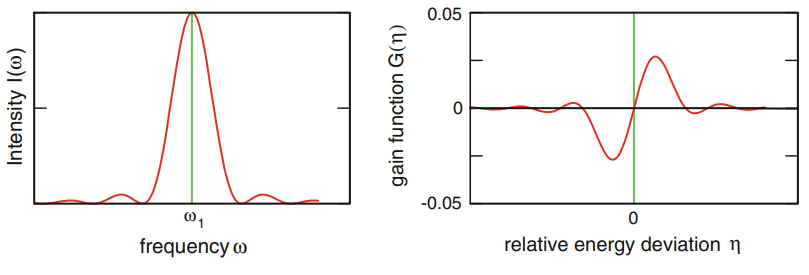 Intensity I(ω)
ω1
frequency ω
gain function G(η)
0.05
0
-0.05
0
relative energy deviation η